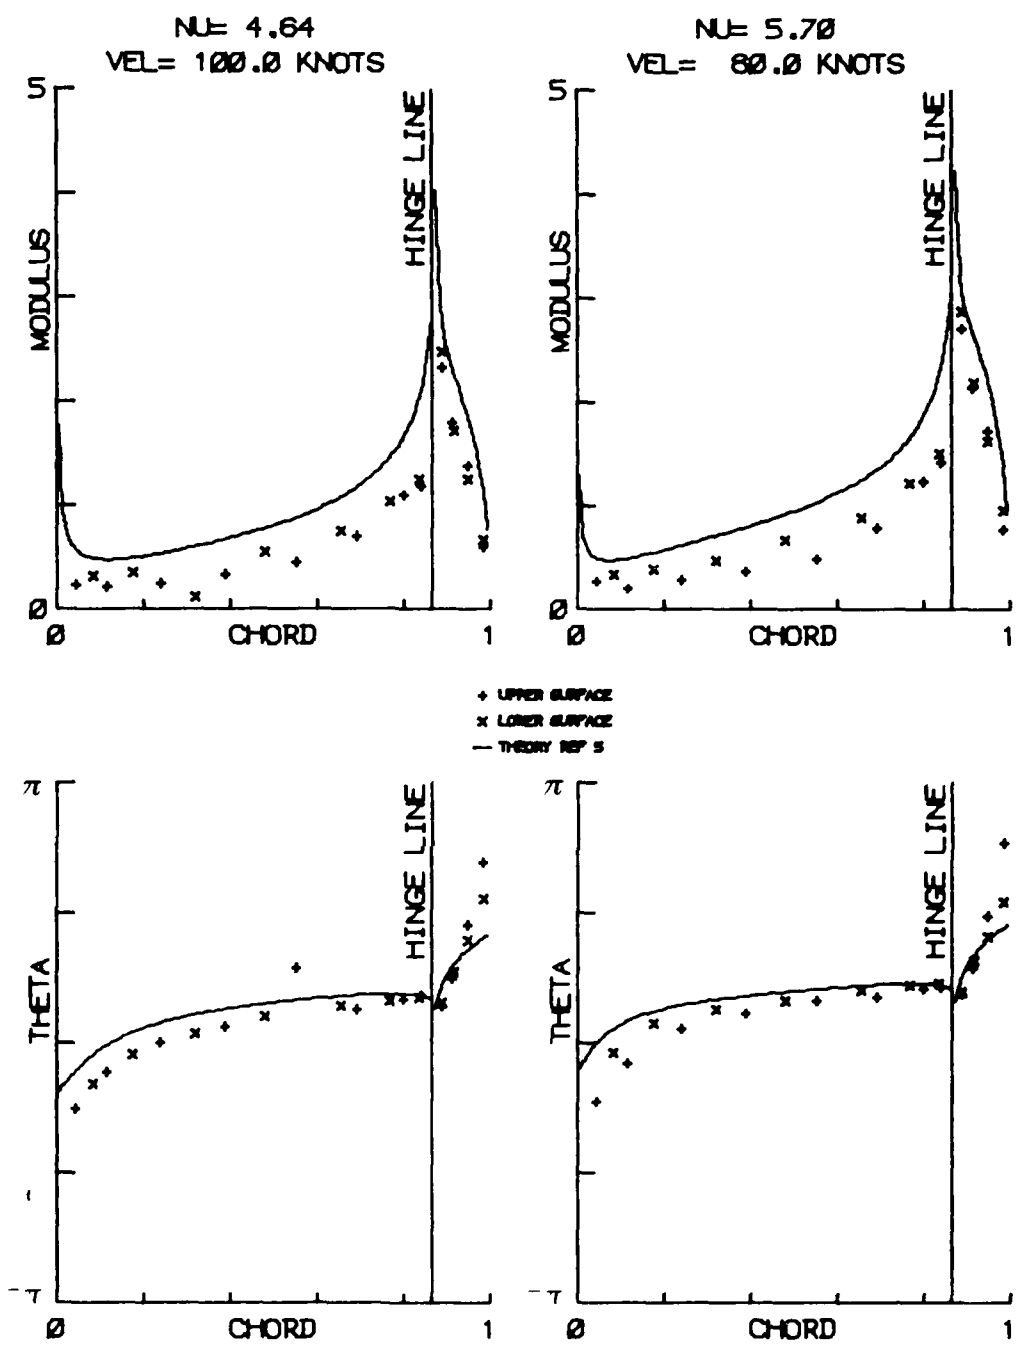 NU= 4.64
VEL= 100.0 KNOTS
NU= 5.70
VEL= 80.0 KNOTS
5
MODULUS
HINGE LINE
0
CHORD
1
5
MODULUS
HINGE LINE
0
CHORD
1
+ UPPER SURFACE
× LOWER SURFACE
— THEORY REF 5
π
THETA
HINGE LINE
-π
0
CHORD
1
π
THETA
HINGE LINE
-π
0
CHORD
1